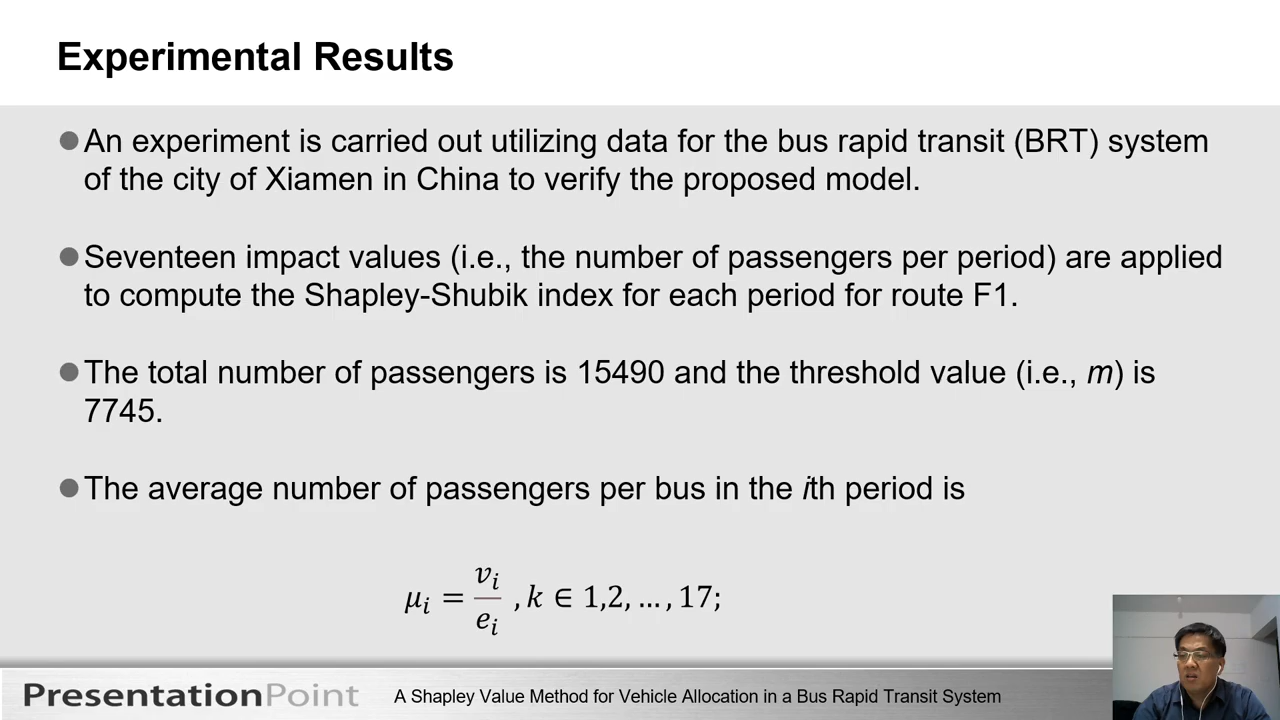 Experimental Results
● An experiment is carried out utilizing data for the bus rapid transit (BRT) system
of the city of Xiamen in China to verify the proposed model.
● Seventeen impact values (i.e., the number of passengers per period) are applied
to compute the Shapley-Shubik index for each period for route F1.
● The total number of passengers is 15490 and the threshold value (i.e., m) is
7745.
● The average number of passengers per bus in the ith period is
μᵢ = vᵢ / eᵢ , k ∈ 1,2, … , 17;
PresentationPoint
A Shapley Value Method for Vehicle Allocation in a Bus Rapid Transit System